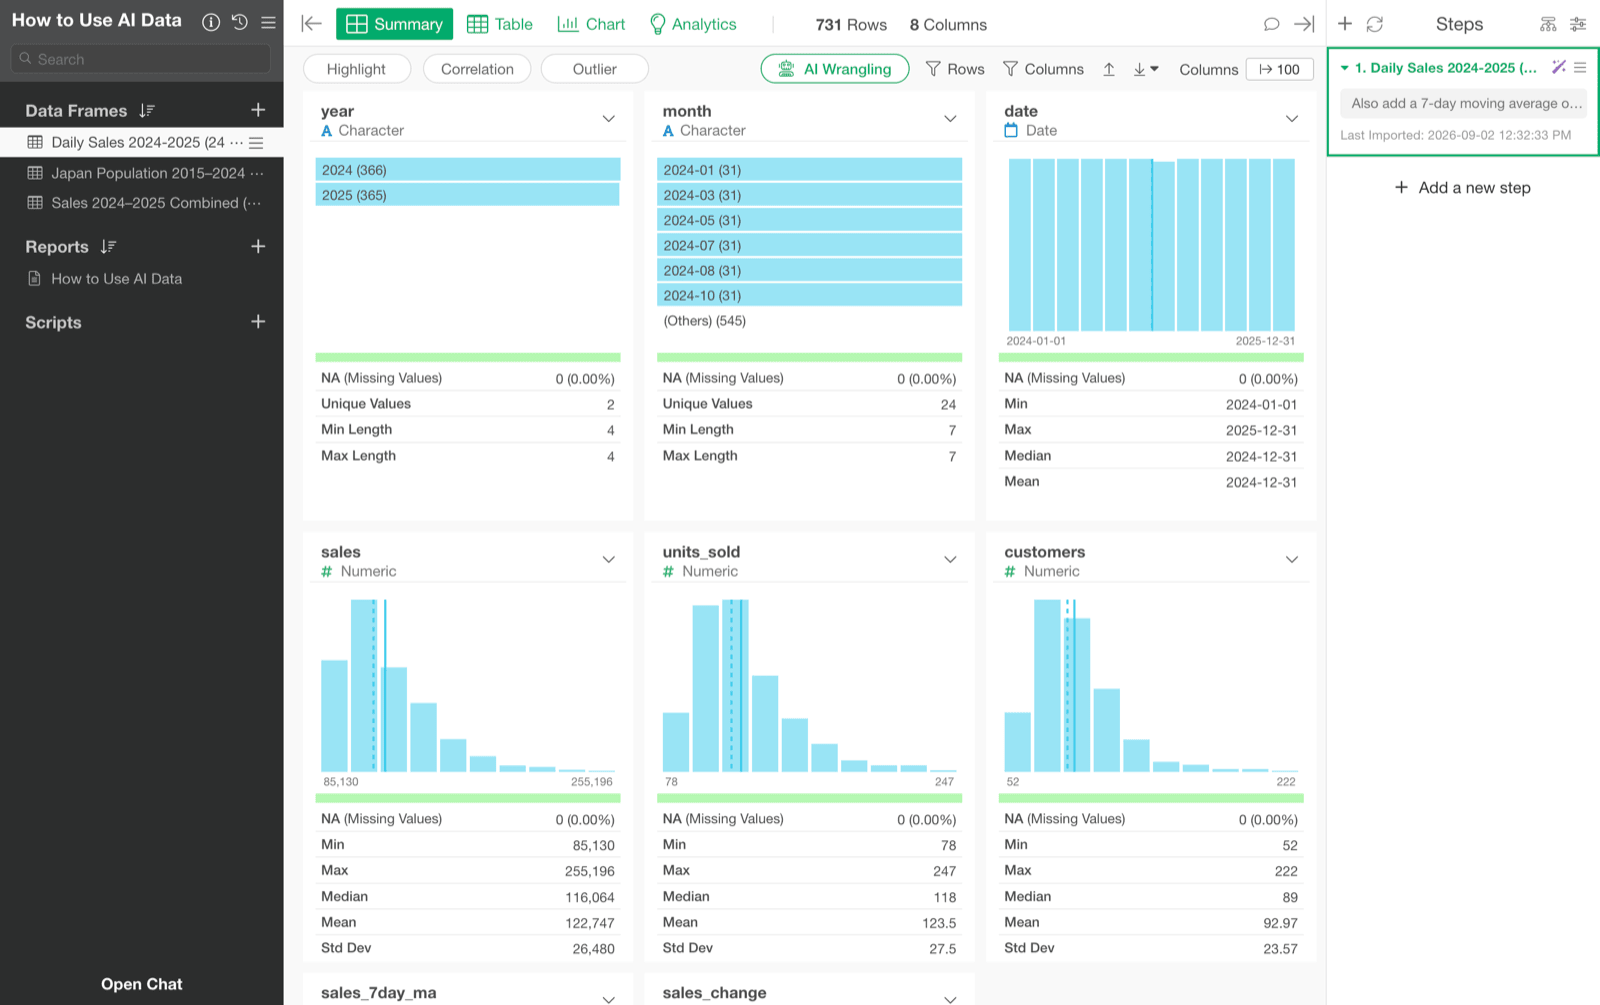 How to Use AI Data
Search
Data Frames
Daily Sales 2024-2025 (24 ···
Japan Population 2015–2024 ···
Sales 2024–2025 Combined (···
Reports
How to Use AI Data
Scripts
Open Chat
Summary
Table
Chart
Analytics
731 Rows
8 Columns
Highlight
Correlation
Outlier
AI Wrangling
Rows
Columns
Columns
100
year
Character
2024 (366)
2025 (365)
NA (Missing Values) 0 (0.00%)
Unique Values 2
Min Length 4
Max Length 4
month
Character
2024-01 (31)
2024-03 (31)
2024-05 (31)
2024-07 (31)
2024-08 (31)
2024-10 (31)
(Others) (545)
NA (Missing Values) 0 (0.00%)
Unique Values 24
Min Length 7
Max Length 7
date
Date
2024-01-01 2025-12-31
NA (Missing Values) 0 (0.00%)
Min 2024-01-01
Max 2025-12-31
Median 2024-12-31
Mean 2024-12-31
sales
# Numeric
85,130 255,196
NA (Missing Values) 0 (0.00%)
Min 85,130
Max 255,196
Median 116,064
Mean 122,747
Std Dev 26,480
units_sold
# Numeric
78 247
NA (Missing Values) 0 (0.00%)
Min 78
Max 247
Median 118
Mean 123.5
Std Dev 27.5
customers
# Numeric
52 222
NA (Missing Values) 0 (0.00%)
Min 52
Max 222
Median 89
Mean 92.97
Std Dev 23.57
sales_7day_ma
sales_change
Steps
1. Daily Sales 2024-2025 (...
Also add a 7-day moving average o...
Last Imported: 2026-09-02 12:32:33 PM
Add a new step